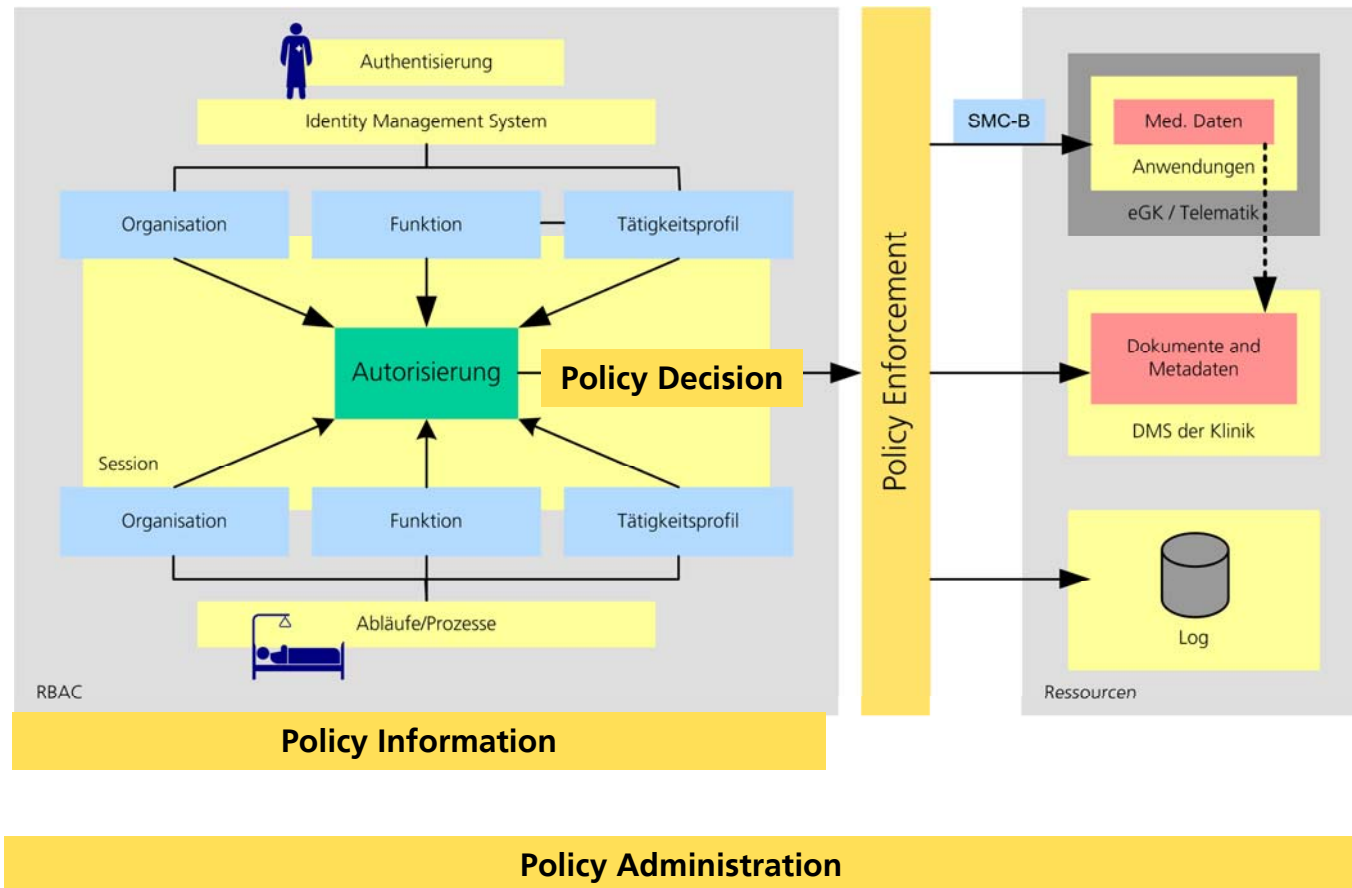 Authentisierung
Identity Management System
Organisation
Funktion
Tätigkeitsprofil
Autorisierung
Policy Decision
Session
Organisation
Funktion
Tätigkeitsprofil
Abläufe/Prozesse
RBAC
Policy Information
Policy Enforcement
SMC-B
Med. Daten
Anwendungen
eGK / Telematik
Dokumente and
Metadaten
DMS der Klinik
Log
Ressourcen
Policy Administration